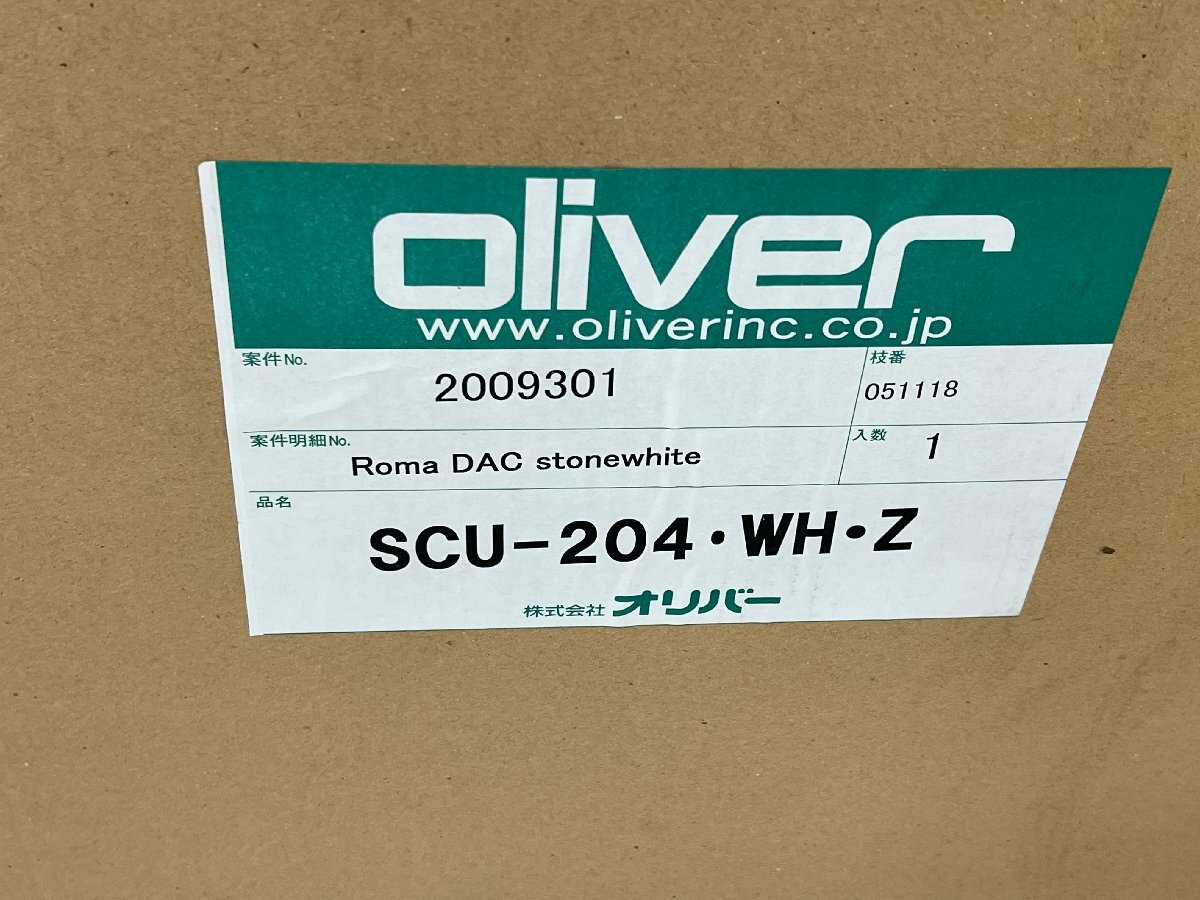 oliver
www.oliverinc.co.jp
案件No. 2009301 枝番 051118
案件明細No. Roma DAC stonewhite 入数 1
品名
SCU-204・WH・Z
株式会社 オリバー